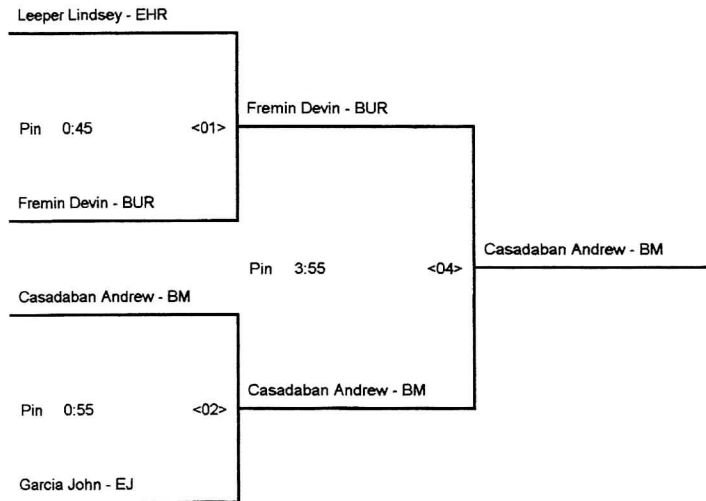 Leeper Lindsey - EHR
Fremin Devin - BUR
Pin 0:45 <01>
Fremin Devin - BUR
Casadaban Andrew - BM
Pin 3:55 <04>
Casadaban Andrew - BM
Casadaban Andrew - BM
Pin 0:55 <02>
Garcia John - EJ